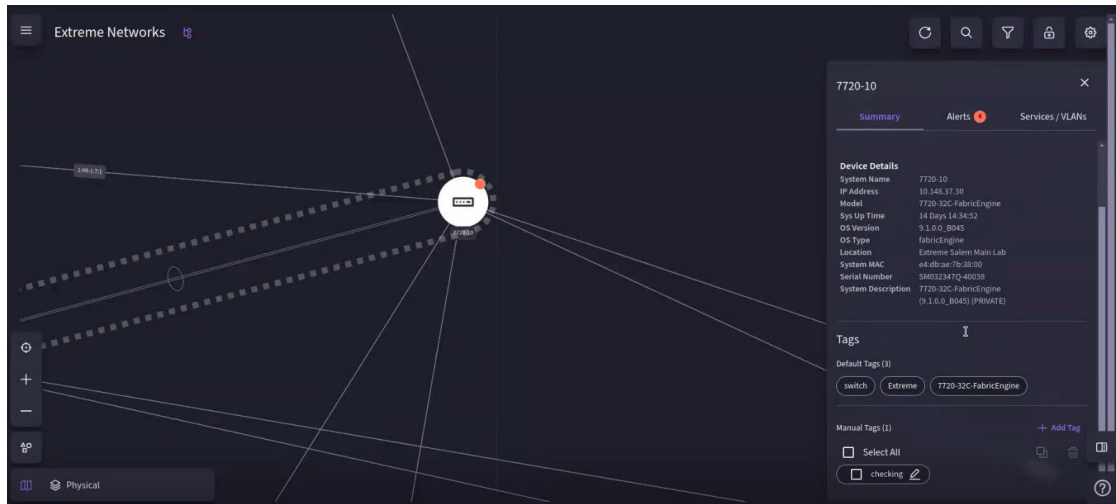 Extreme Networks
7720-10
Summary
Alerts 4
Services / VLANs
Device Details
System Name 7720-10
IP Address 10.148.37.30
Model 7720-32C-FabricEngine
Sys Up Time 14 Days 14:34:52
OS Version 9.1.0.0_B045
OS Type fabricEngine
Location Extreme Salem Main Lab
System MAC e4:db:ae:7b:38:00
Serial Number SM032347Q-40038
System Description 7720-32C-FabricEngine
(9.1.0.0_B045) (PRIVATE)
Tags
Default Tags (3)
switch
Extreme
7720-32C-FabricEngine
Manual Tags (1)
+ Add Tag
Select All
checking
7720-10
Physical